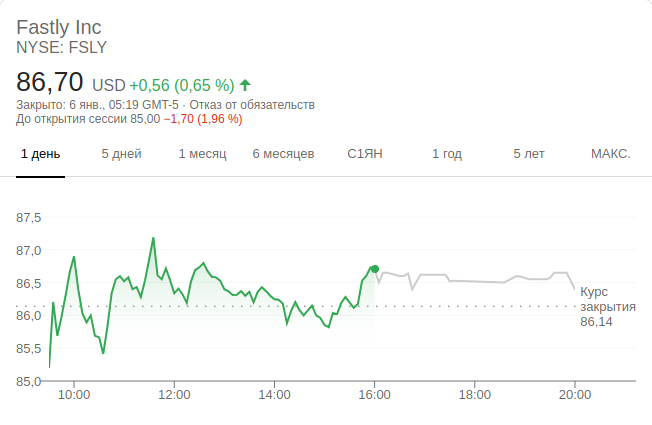 Fastly Inc
NYSE: FSLY
86,70 USD +0,56 (0,65 %)
Закрыто: 6 янв., 05:19 GMT-5 · Отказ от обязательств
До открытия сессии 85,00 −1,70 (1,96 %)
1 день 5 дней 1 месяц 6 месяцев С1ЯН 1 год 5 лет МАКС.
87,5
87,0
86,5
86,0
85,5
85,0
Курс
закрытия
86,14
10:00 12:00 14:00 16:00 18:00 20:00